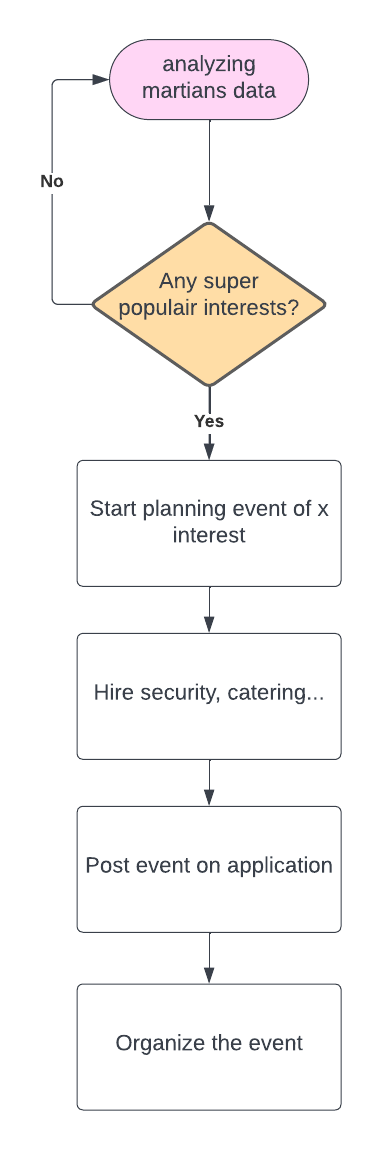 analyzing
martians data
No
Any super
populair interests?
Yes
Start planning event of x
interest
Hire security, catering...
Post event on application
Organize the event